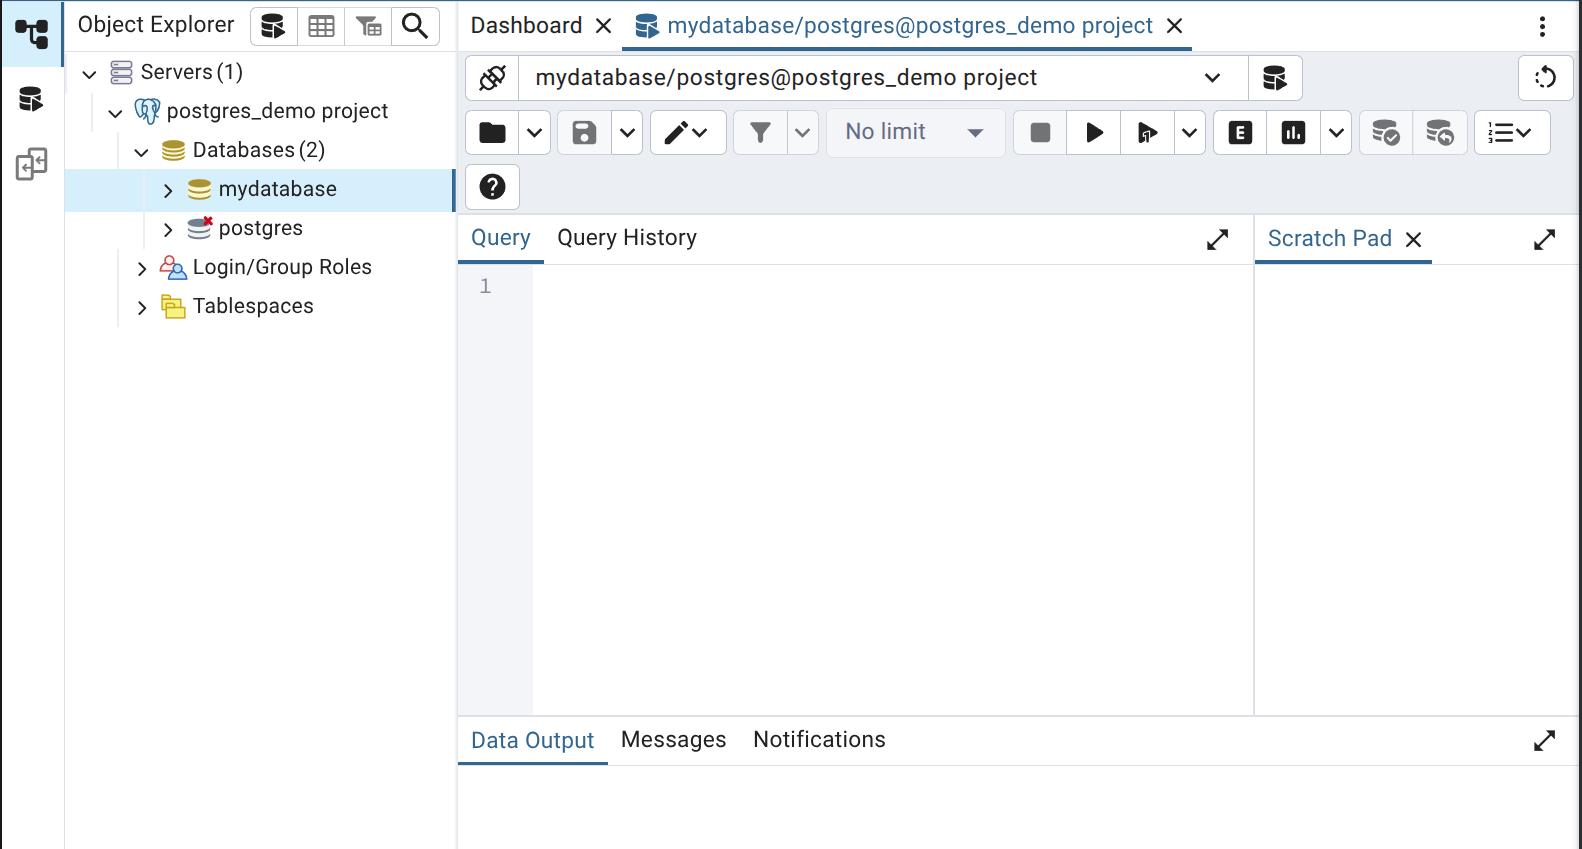 Object Explorer
Dashboard
mydatabase/postgres@postgres_demo project
Servers (1)
postgres_demo project
Databases (2)
mydatabase
postgres
Login/Group Roles
Tablespaces
mydatabase/postgres@postgres_demo project
No limit
E
Query
Query History
Scratch Pad
1
Data Output
Messages
Notifications